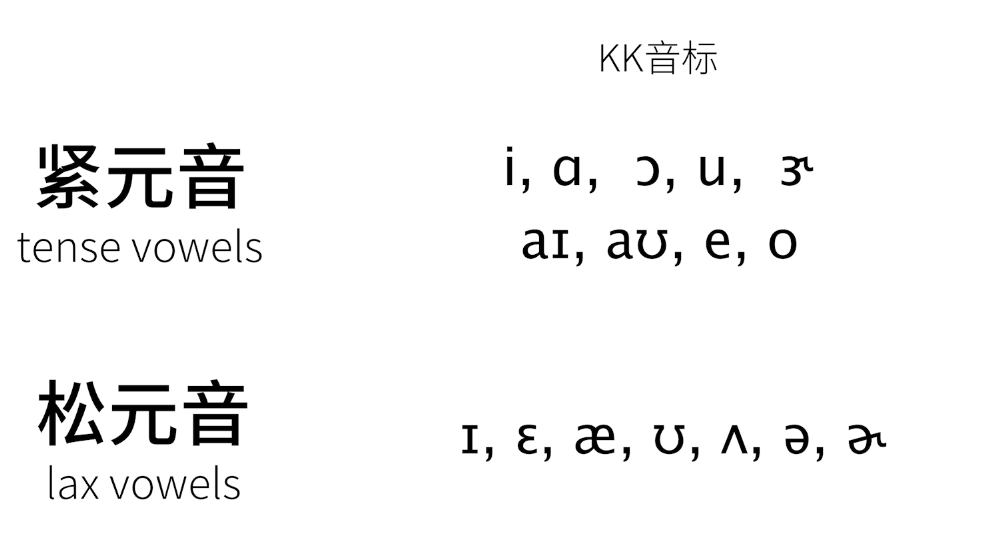 KK音标
紧元音
i, ɑ, ɔ, u, ɝ
tense vowels
aɪ, aʊ, e, o
松元音
ɪ, ɛ, æ, ʊ, ʌ, ə, ɚ
lax vowels